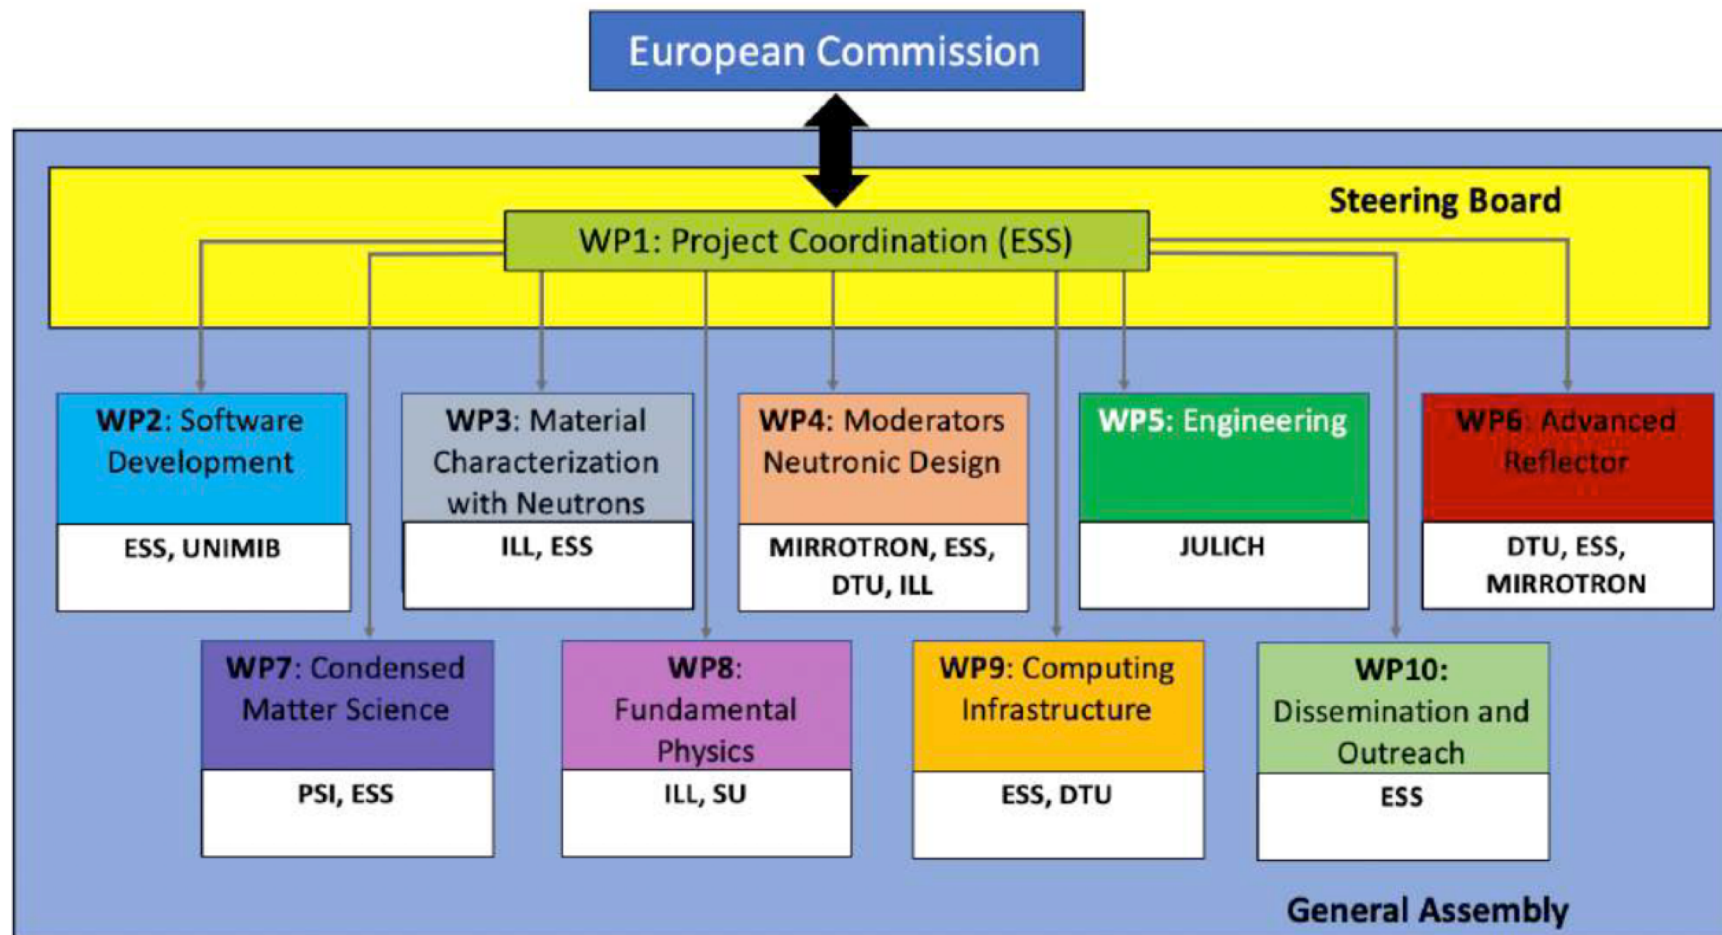 European Commission
Steering Board
WP1: Project Coordination (ESS)
WP2: Software
Development
ESS, UNIMIB
WP3: Material
Characterization
with Neutrons
ILL, ESS
WP4: Moderators
Neutronic Design
MIRROTRON, ESS,
DTU, ILL
WP5: Engineering
JULICH
WP6: Advanced
Reflector
DTU, ESS,
MIRROTRON
WP7: Condensed
Matter Science
PSI, ESS
WP8:
Fundamental
Physics
ILL, SU
WP9: Computing
Infrastructure
ESS, DTU
WP10:
Dissemination and
Outreach
ESS
General Assembly